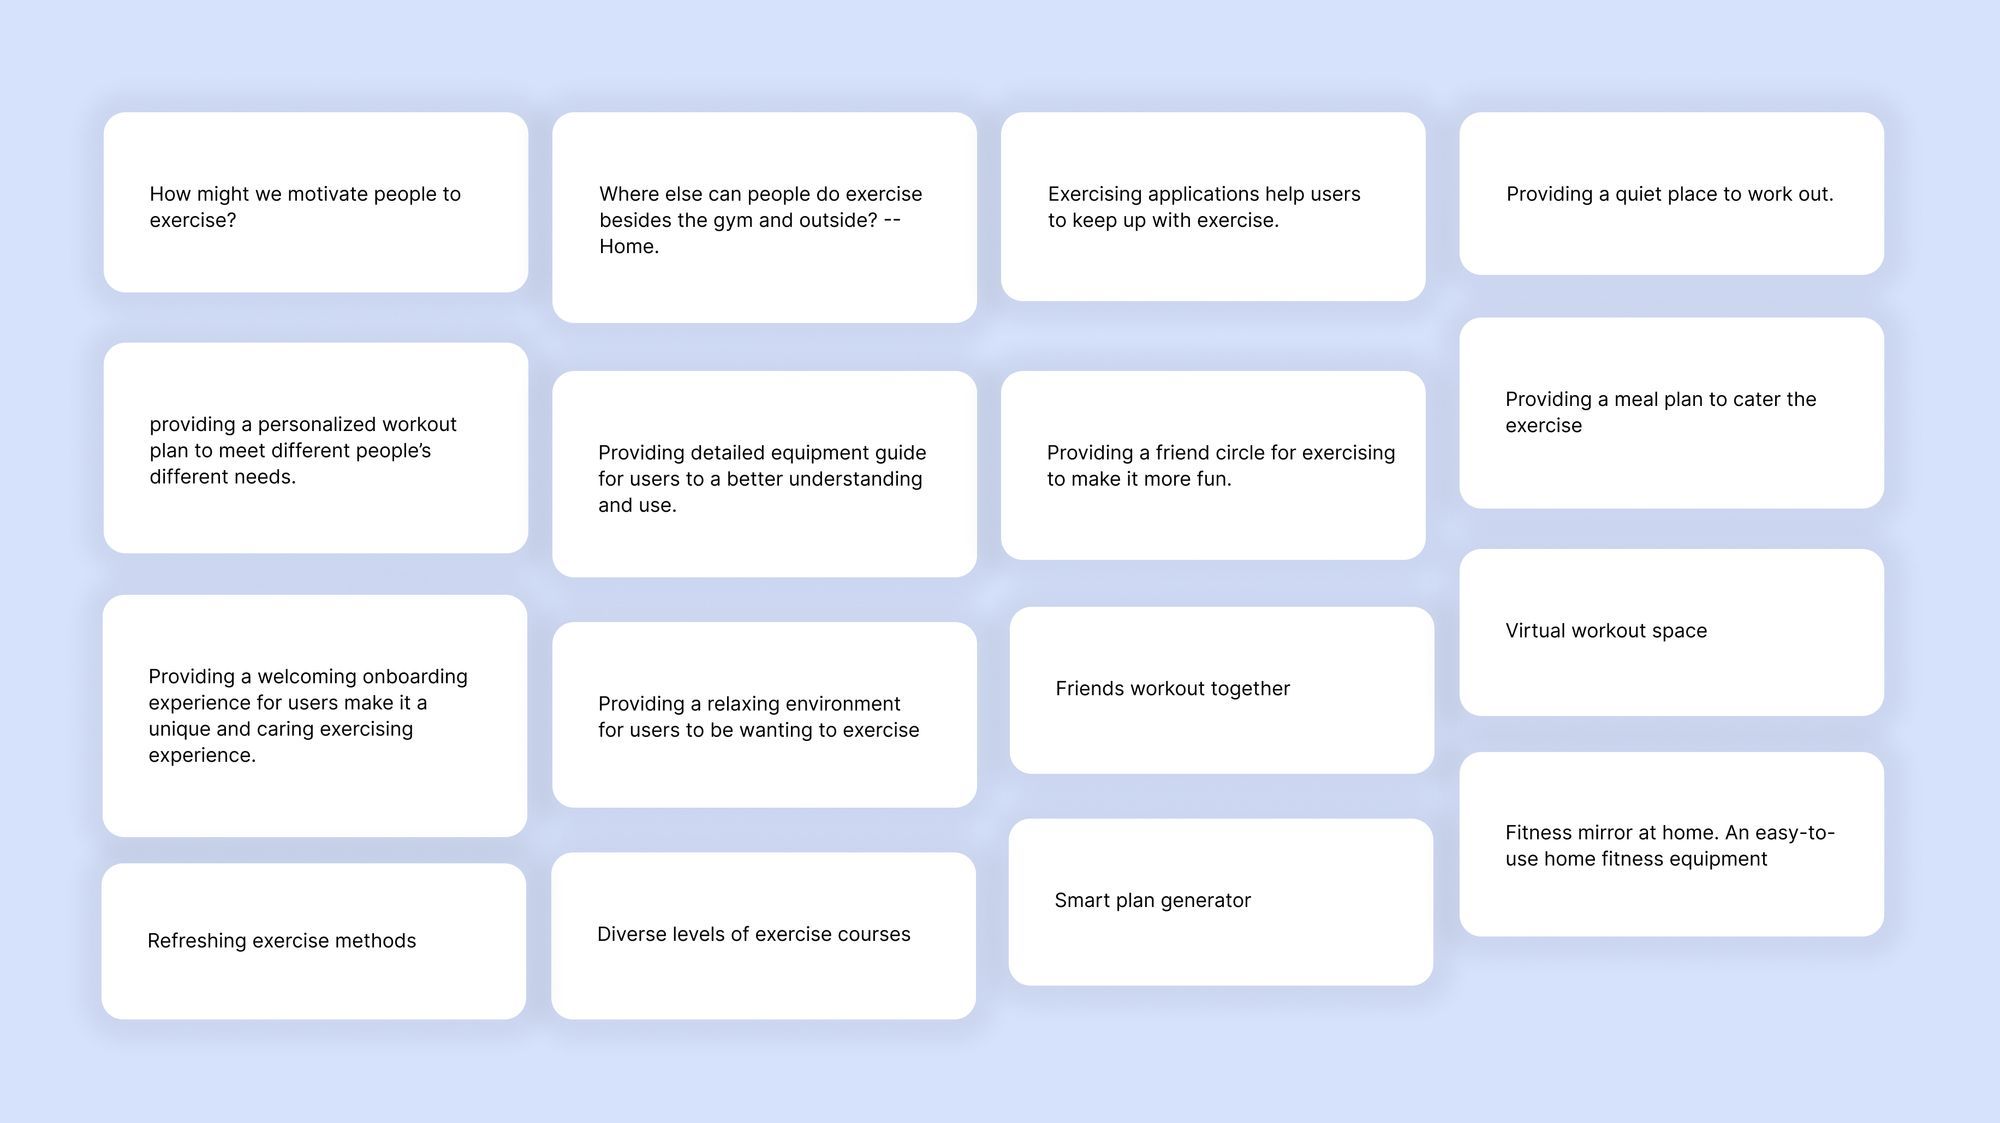 How might we motivate people to
exercise?
Where else can people do exercise
besides the gym and outside? --
Home.
Exercising applications help users
to keep up with exercise.
Providing a quiet place to work out.
providing a personalized workout
plan to meet different people’s
different needs.
Providing detailed equipment guide
for users to a better understanding
and use.
Providing a friend circle for exercising
to make it more fun.
Providing a meal plan to cater the
exercise
Providing a welcoming onboarding
experience for users make it a
unique and caring exercising
experience.
Providing a relaxing environment
for users to be wanting to exercise
Friends workout together
Virtual workout space
Refreshing exercise methods
Diverse levels of exercise courses
Smart plan generator
Fitness mirror at home. An easy-to-
use home fitness equipment